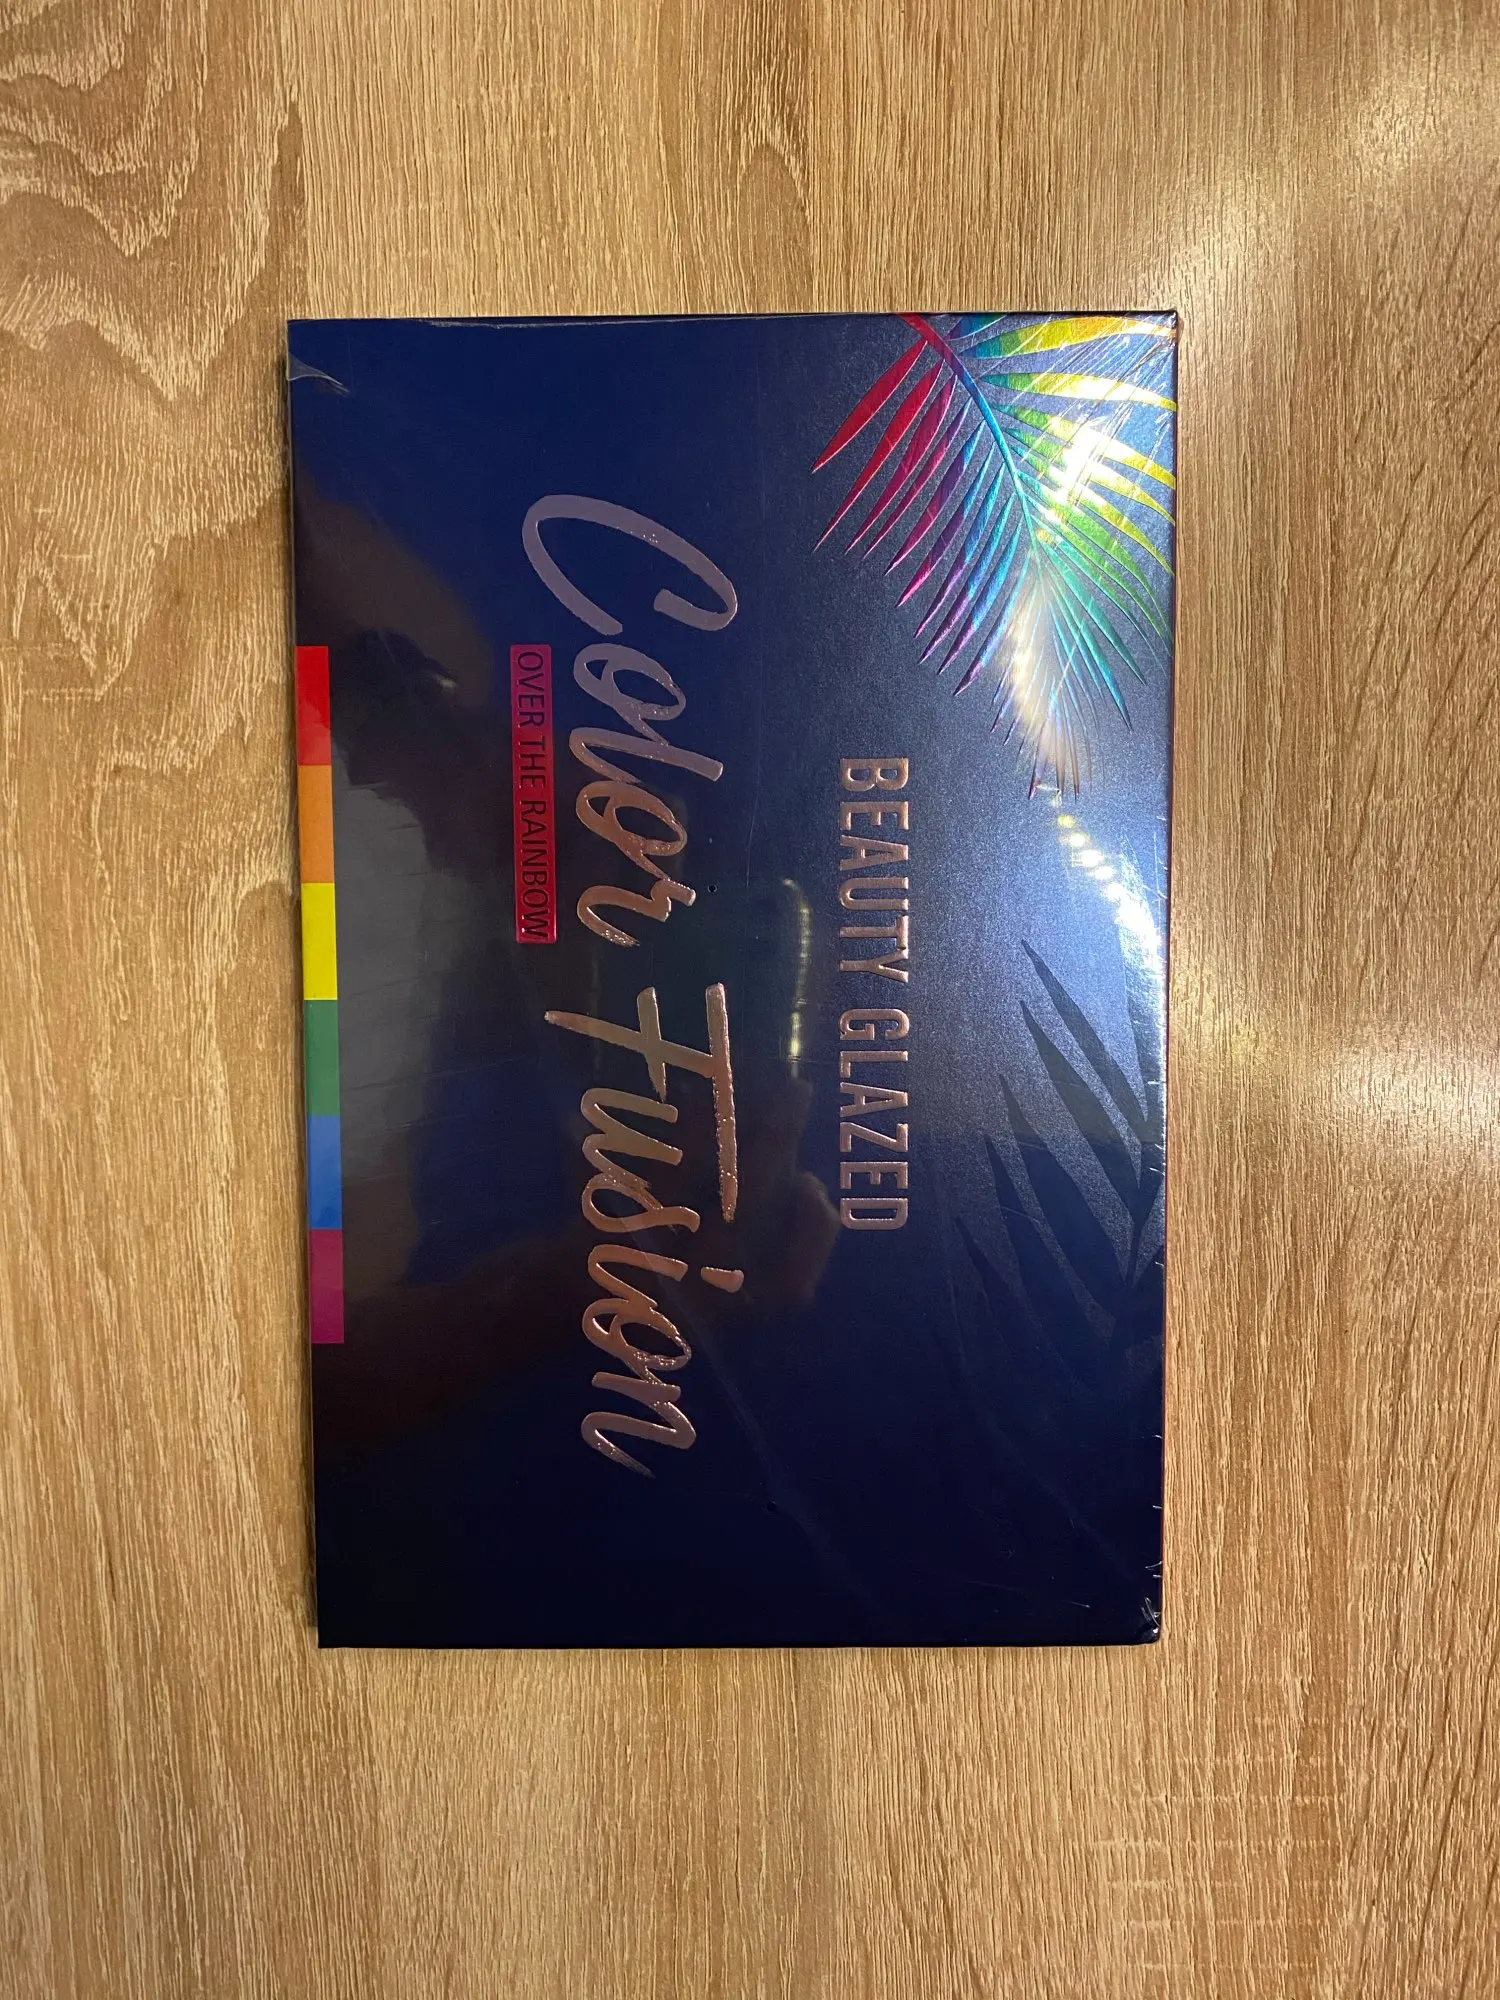 BEAUTY GLAZED
Color Fusion
OVER THE RAINBOW